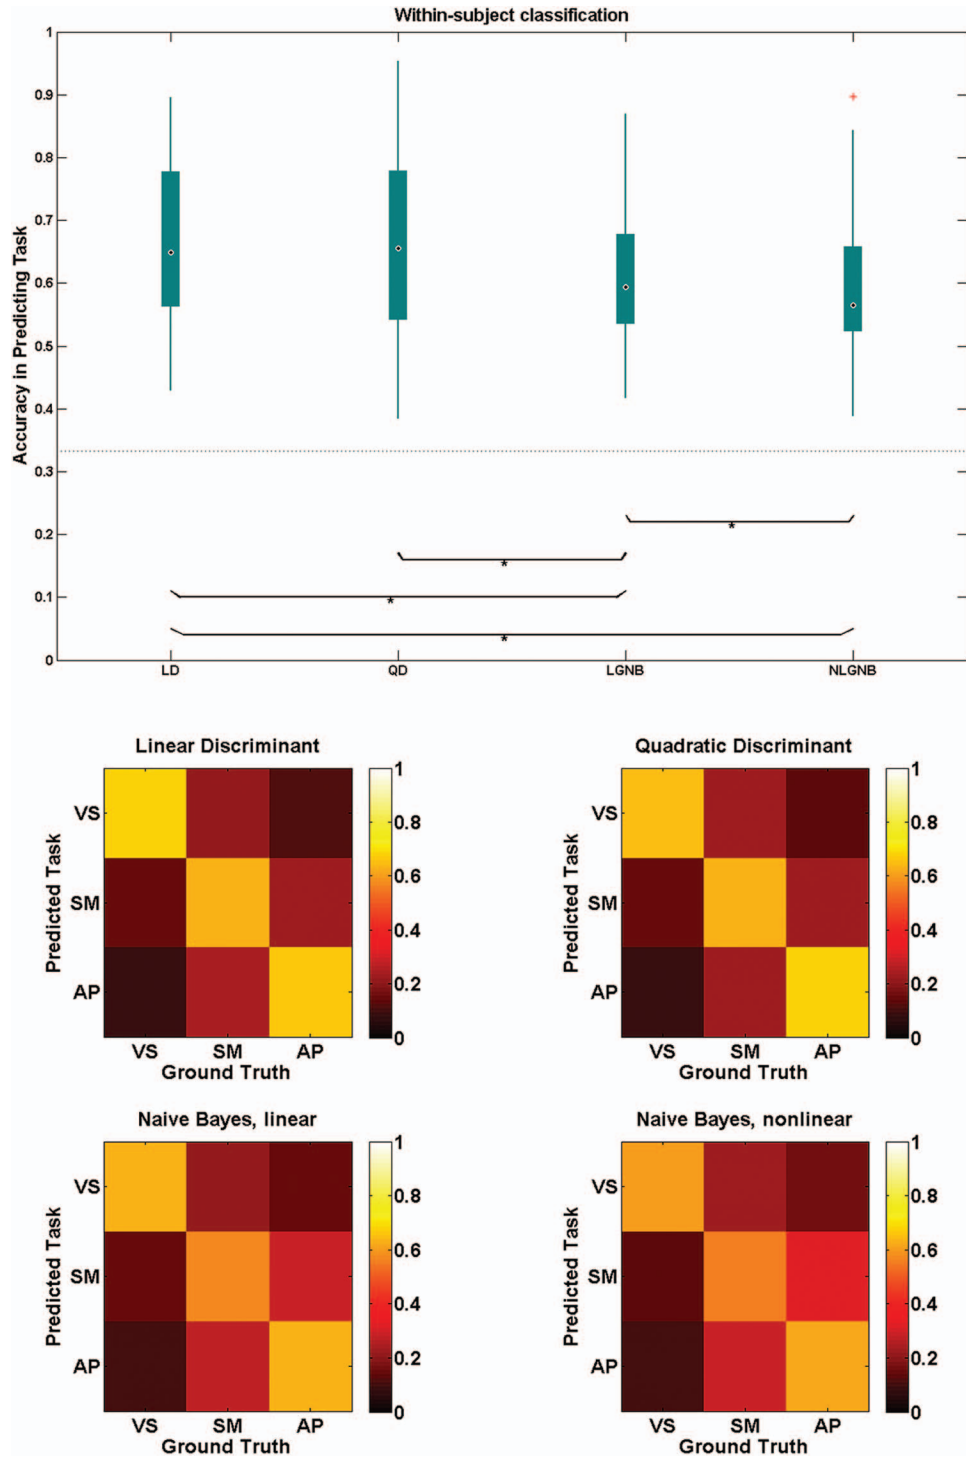 Within-subject classification
1
0.9
0.8
0.7
0.6
0.5
0.4
0.3
0.2
0.1
0
Accuracy in Predicting Task
*
*
*
*
LD QD LGNB NLGNB
Linear Discriminant
VS
SM
AP
Predicted Task
VS SM AP
Ground Truth
1
0.8
0.6
0.4
0.2
0
Quadratic Discriminant
VS
SM
AP
Predicted Task
VS SM AP
Ground Truth
1
0.8
0.6
0.4
0.2
0
Naive Bayes, linear
VS
SM
AP
Predicted Task
VS SM AP
Ground Truth
1
0.8
0.6
0.4
0.2
0
Naive Bayes, nonlinear
VS
SM
AP
Predicted Task
VS SM AP
Ground Truth
1
0.8
0.6
0.4
0.2
0